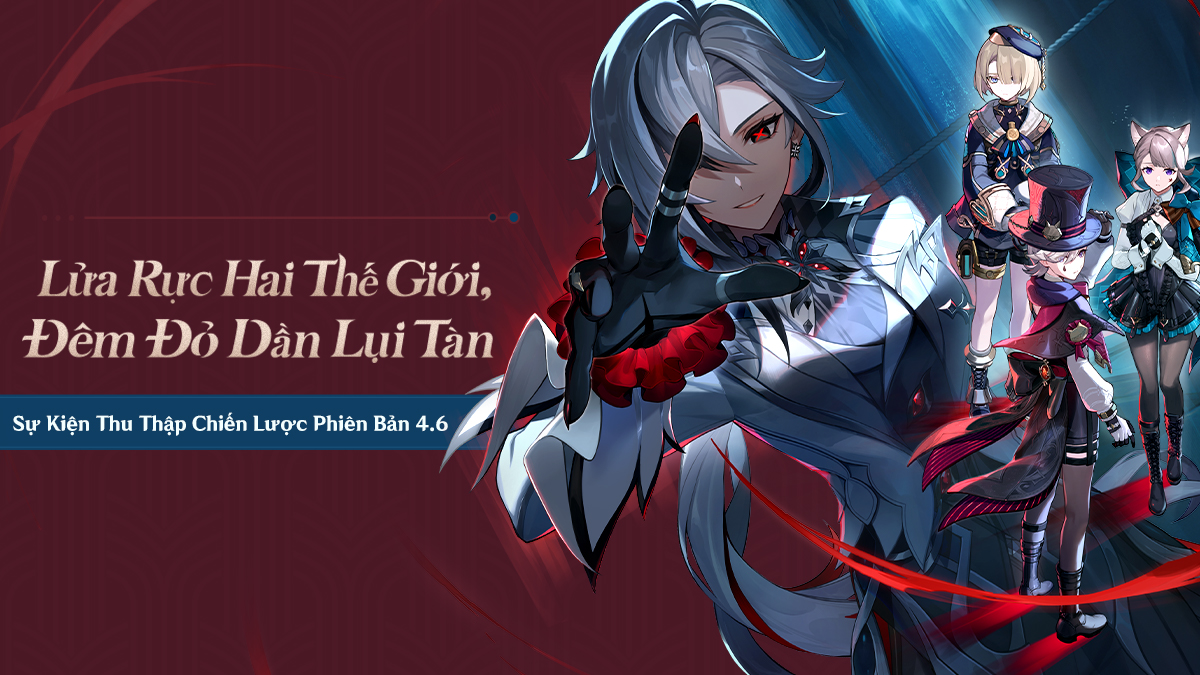 Lửa Rực Hai Thế Giới,
Đêm Đỏ Dần Lụi Tàn
Sự Kiện Thu Thập Chiến Lược Phiên Bản 4.6